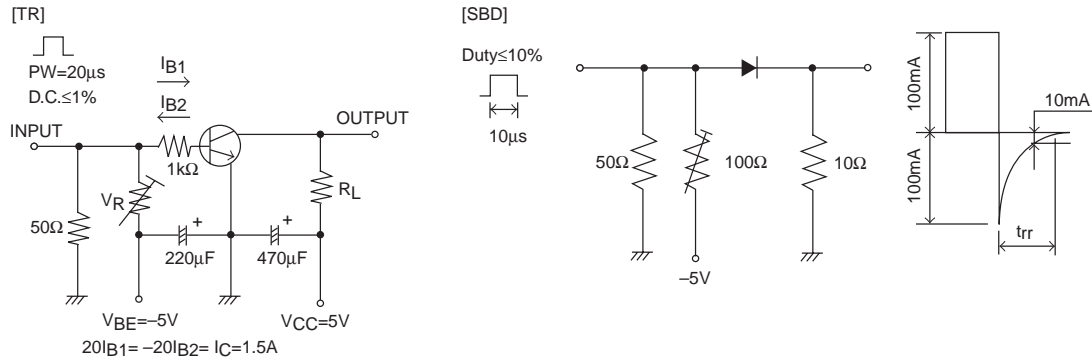 [TR]
PW=20μs
D.C.≤1%
IB1
IB2
INPUT
OUTPUT
1kΩ
VR
RL
50Ω
220μF
+
470μF
+
VBE=–5V
VCC=5V
20IB1= –20IB2= IC=1.5A
[SBD]
Duty≤10%
10μs
50Ω
100Ω
10Ω
–5V
100mA
100mA
10mA
trr